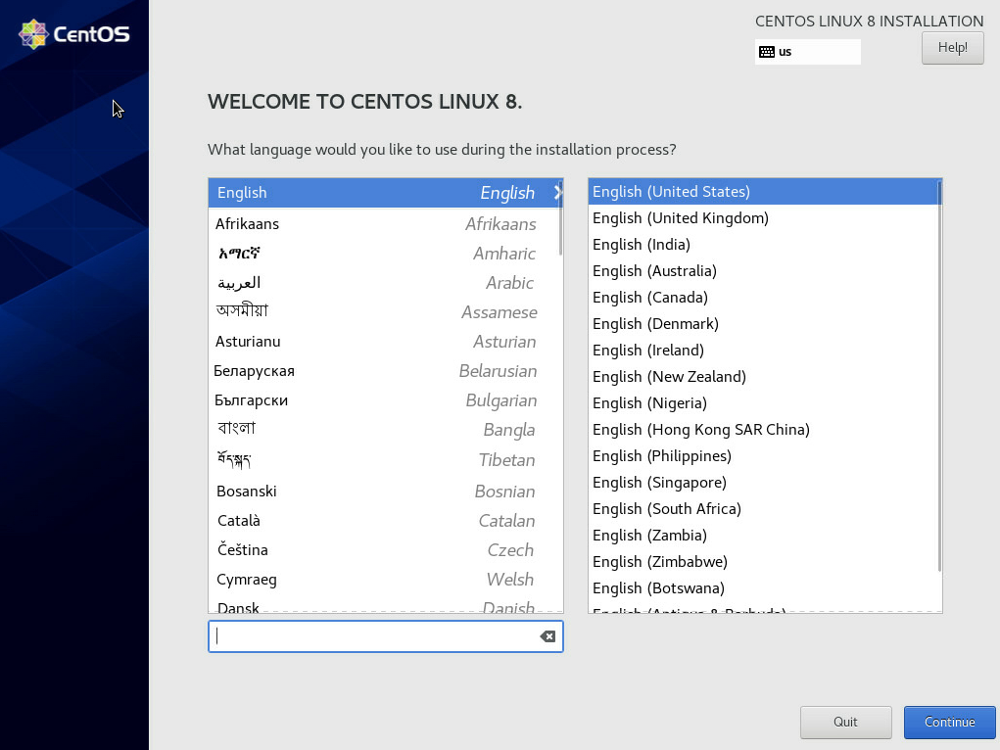 CentOS
CENTOS LINUX 8 INSTALLATION
us
Help!
WELCOME TO CENTOS LINUX 8.
What language would you like to use during the installation process?
English English
Afrikaans Afrikaans
አማርኛ Amharic
العربية Arabic
অসমীয়া Assamese
Asturianu Asturian
Беларуская Belarusian
Български Bulgarian
বাংলা Bangla
བོད་སྐད་ Tibetan
Bosanski Bosnian
Català Catalan
Čeština Czech
Cymraeg Welsh
Dansk Danish
English (United States)
English (United Kingdom)
English (India)
English (Australia)
English (Canada)
English (Denmark)
English (Ireland)
English (New Zealand)
English (Nigeria)
English (Hong Kong SAR China)
English (Philippines)
English (Singapore)
English (South Africa)
English (Zambia)
English (Zimbabwe)
English (Botswana)
English (Antigua & Barbuda)
Quit
Continue